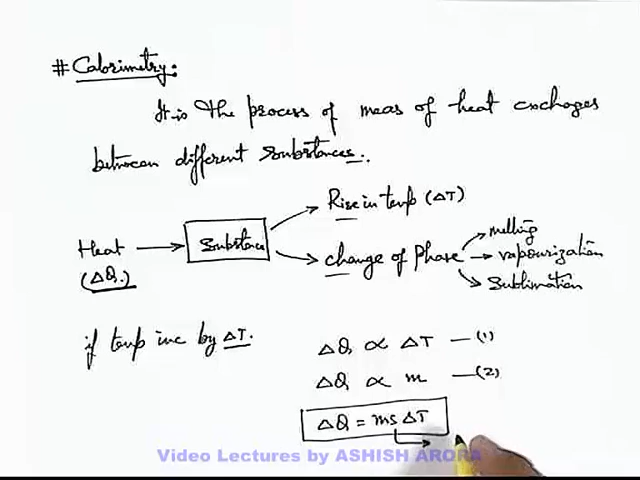 # Calorimetry:
It is the process of meas of heat exchages
between different Substances.
Rise in temp (ΔT)
Heat → Substance
(ΔQ.)
change of Phase
melting
→ vapourization
Sublimation
if temp inc by ΔT.
ΔQ ∝ ΔT — (1)
ΔQ ∝ m — (2)
ΔQ = ms ΔT
Video Lectures by ASHISH ARORA